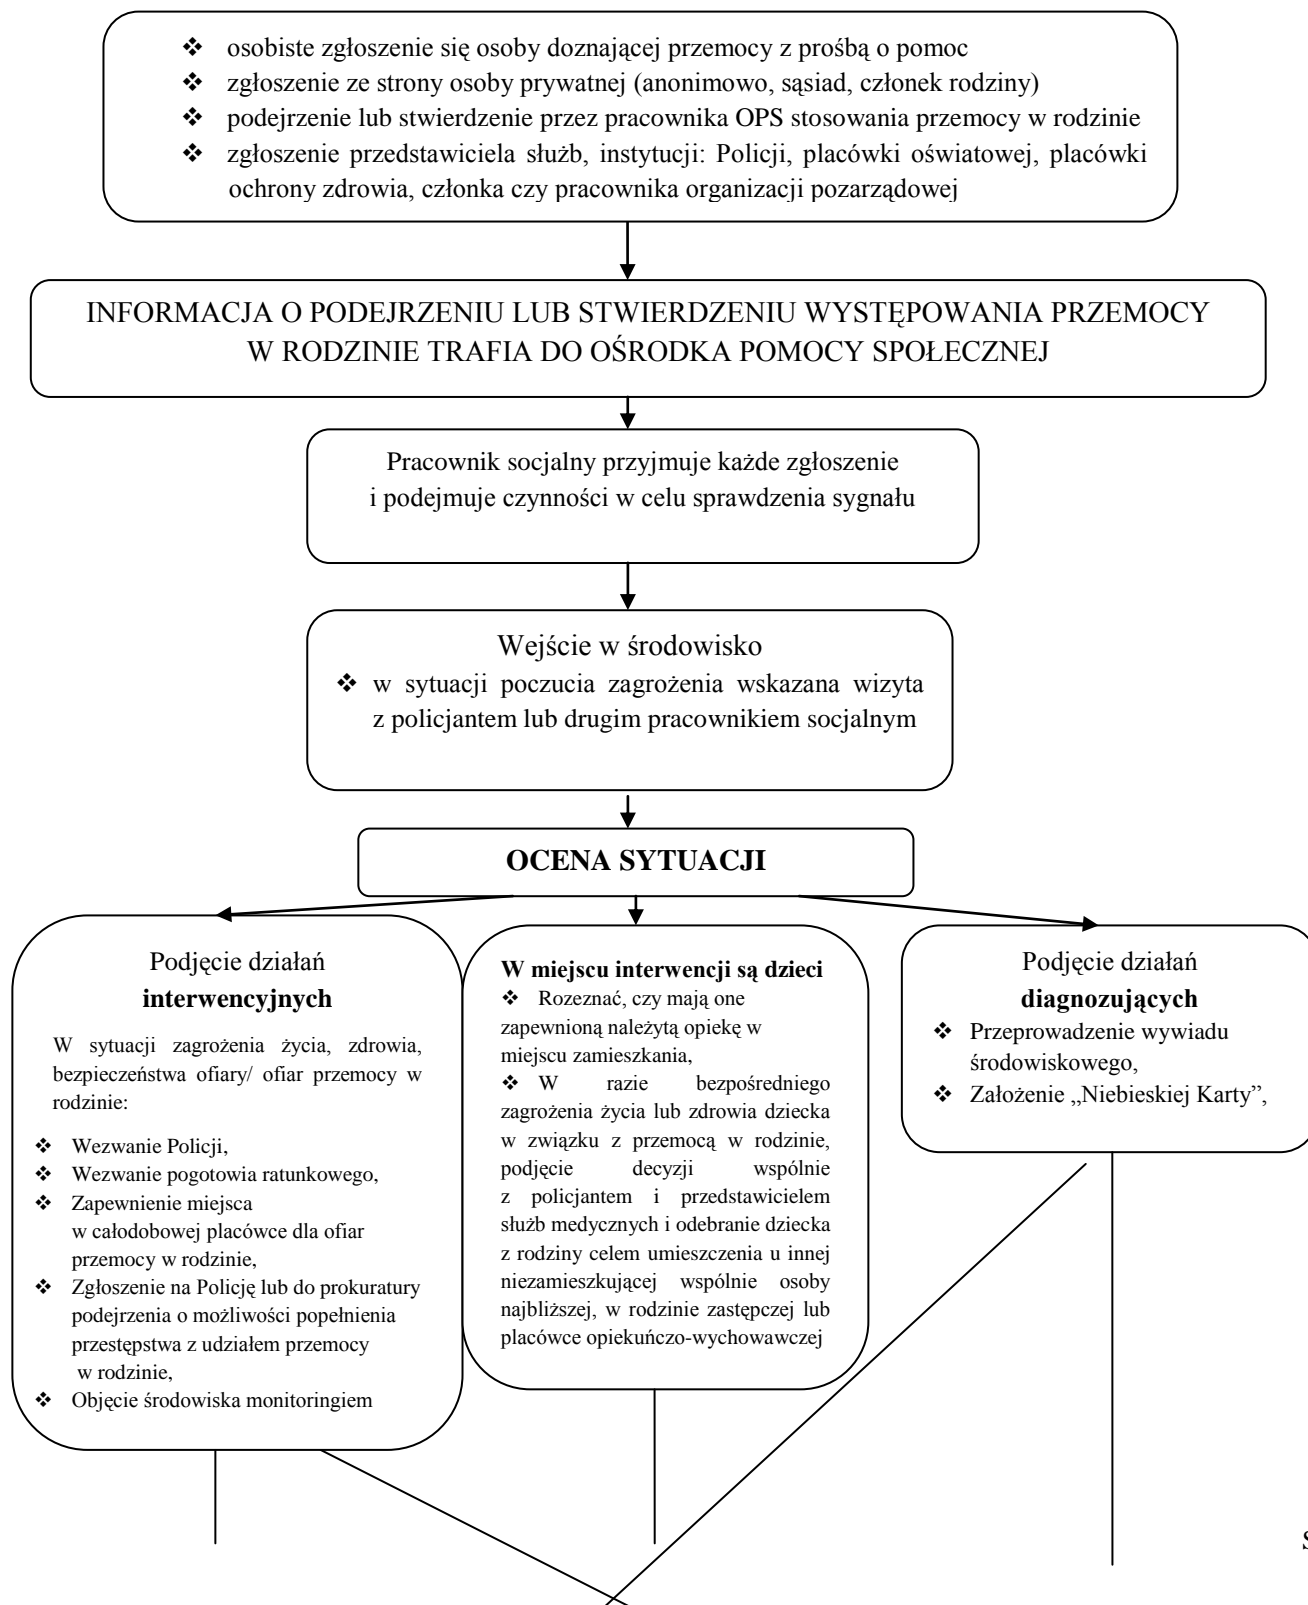 ❖ osobiste zgłoszenie się osoby doznającej przemocy z prośbą o pomoc
❖ zgłoszenie ze strony osoby prywatnej (anonimowo, sąsiad, członek rodziny)
❖ podejrzenie lub stwierdzenie przez pracownika OPS stosowania przemocy w rodzinie
❖ zgłoszenie przedstawiciela służb, instytucji: Policji, placówki oświatowej, placówki
ochrony zdrowia, członka czy pracownika organizacji pozarządowej
INFORMACJA O PODEJRZENIU LUB STWIERDZENIU WYSTĘPOWANIA PRZEMOCY
W RODZINIE TRAFIA DO OŚRODKA POMOCY SPOŁECZNEJ
Pracownik socjalny przyjmuje każde zgłoszenie
i podejmuje czynności w celu sprawdzenia sygnału
Wejście w środowisko
❖ w sytuacji poczucia zagrożenia wskazana wizyta
z policjantem lub drugim pracownikiem socjalnym
OCENA SYTUACJI
Podjęcie działań
interwencyjnych
W sytuacji zagrożenia życia, zdrowia,
bezpieczeństwa ofiary/ ofiar przemocy w
rodzinie:
❖ Wezwanie Policji,
❖ Wezwanie pogotowia ratunkowego,
❖ Zapewnienie miejsca
w całodobowej placówce dla ofiar
przemocy w rodzinie,
❖ Zgłoszenie na Policję lub do prokuratury
podejrzenia o możliwości popełnienia
przestępstwa z udziałem przemocy
w rodzinie,
❖ Objęcie środowiska monitoringiem
W miejscu interwencji są dzieci
❖ Rozeznać, czy mają one
zapewnioną należytą opiekę w
miejscu zamieszkania,
❖ W razie bezpośredniego
zagrożenia życia lub zdrowia dziecka
w związku z przemocą w rodzinie,
podjęcie decyzji wspólnie
z policjantem i przedstawicielem
służb medycznych i odebranie dziecka
z rodziny celem umieszczenia u innej
niezamieszkującej wspólnie osoby
najbliższej, w rodzinie zastępczej lub
placówce opiekuńczo-wychowawczej
Podjęcie działań
diagnozujących
❖ Przeprowadzenie wywiadu
środowiskowego,
❖ Założenie „Niebieskiej Karty”,